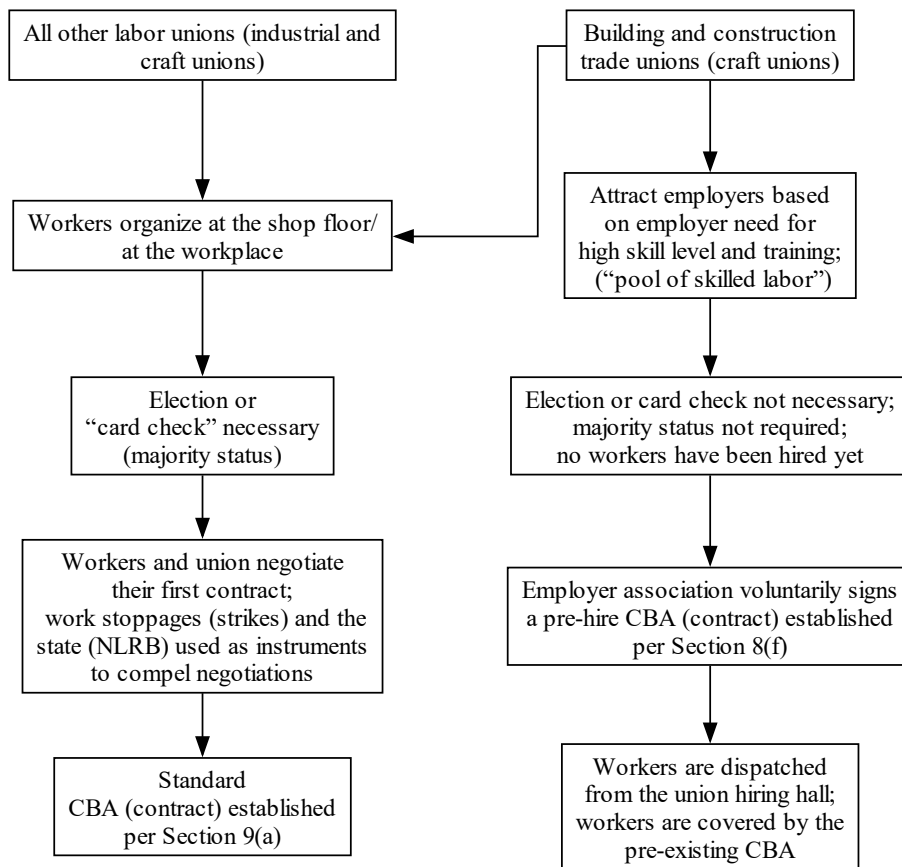 All other labor unions (industrial and
craft unions)
Building and construction
trade unions (craft unions)
Workers organize at the shop floor/
at the workplace
Attract employers based
on employer need for
high skill level and training;
(“pool of skilled labor”)
Election or
“card check” necessary
(majority status)
Election or card check not necessary;
majority status not required;
no workers have been hired yet
Workers and union negotiate
their first contract;
work stoppages (strikes) and the
state (NLRB) used as instruments
to compel negotiations
Employer association voluntarily signs
a pre-hire CBA (contract) established
per Section 8(f)
Standard
CBA (contract) established
per Section 9(a)
Workers are dispatched
from the union hiring hall;
workers are covered by the
pre-existing CBA